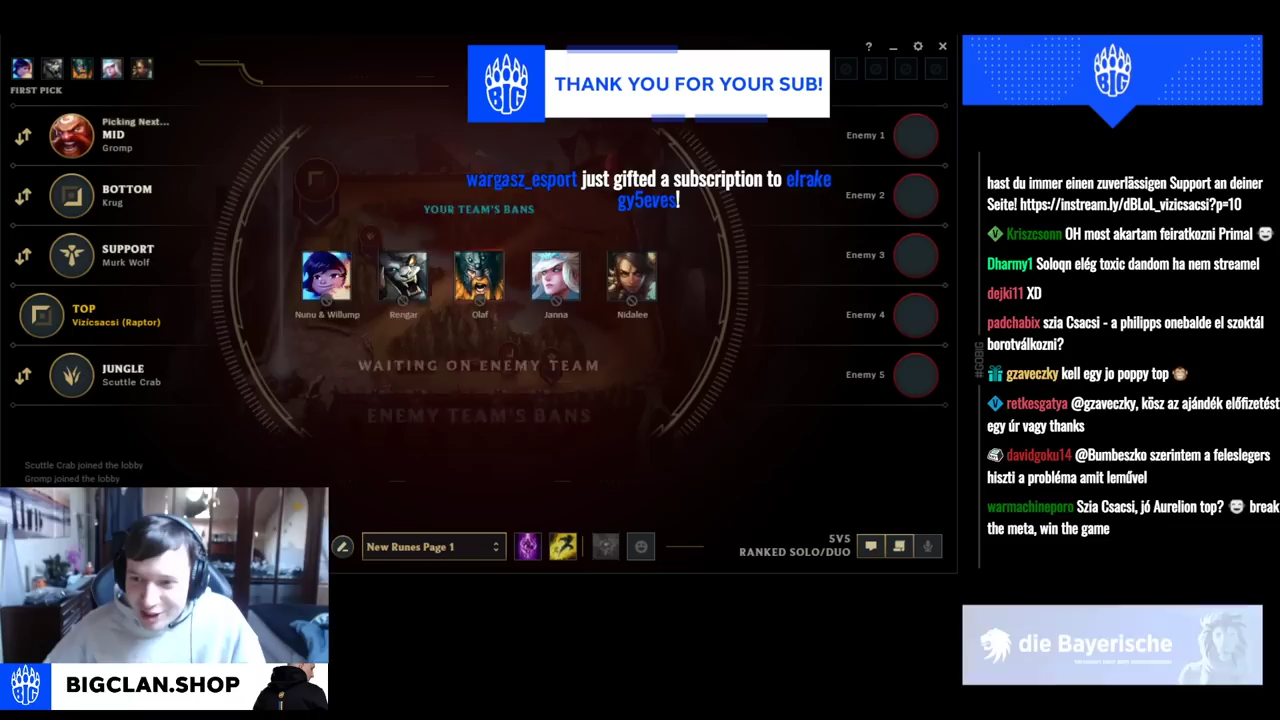 FIRST PICK
Picking Next...
MID
Gromp
BOTTOM
Krug
SUPPORT
Murk Wolf
TOP
Vizicsacsi (Raptor)
JUNGLE
Scuttle Crab
Scuttle Crab joined the lobby
Gromp joined the lobby
BIG
THANK YOU FOR YOUR SUB!
wargasz_esport just gifted a subscription to elrake
gy5eves!
YOUR TEAM'S BANS
Nunu & Willump
Rengar
Olaf
Janna
Nidalee
WAITING ON ENEMY TEAM
ENEMY TEAM'S BANS
? _ X
Enemy 1
Enemy 2
Enemy 3
Enemy 4
Enemy 5
New Runes Page 1
5V5
RANKED SOLO/DUO
BIG
BIGCLAN.SHOP
BIG
#GOBIG
hast du immer einen zuverlässigen Support an deiner
Seite! https://instream.ly/dBLoL_vizicsacsi?p=10
Kriszcsonn OH most akartam feiratkozni Primal
Dharmy1 Soloqn elég toxic dandom ha nem streamel
dejki11 XD
padchabix szia Csacsi - a philipps onebalde el szoktál
borotválkozni?
gzaveczky kell egy jo poppy top
retkesgatya @gzaveczky, kösz az ajándék előfizetést
egy úr vagy thanks
davidgoku14 @Bumbeszko szerintem a feleslegers
hiszti a probléma amit leművel
warmachineporo Szia Csacsi, jó Aurelion top? break
the meta, win the game
die Bayerische